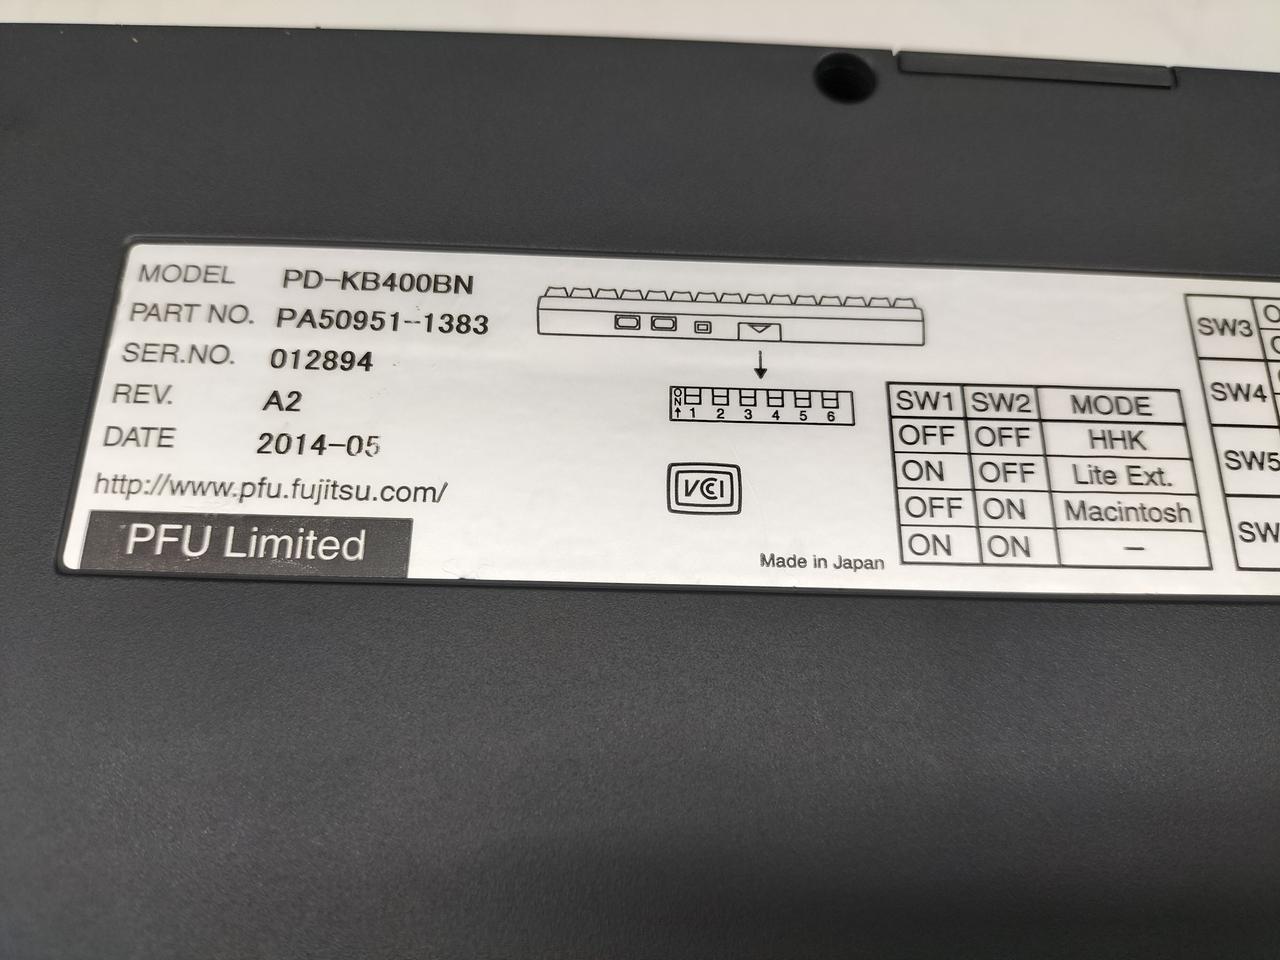 MODEL PD-KB400BN
PART NO. PA50951-1383
SER.NO. 012894
REV. A2
DATE 2014-05
http://www.pfu.fujitsu.com/
PFU Limited
ON
↑ 1 2 3 4 5 6
VCI
Made in Japan
SW1 SW2 MODE
OFF OFF HHK
ON OFF Lite Ext.
OFF ON Macintosh
ON ON –
SW3
SW4
SW5
SW